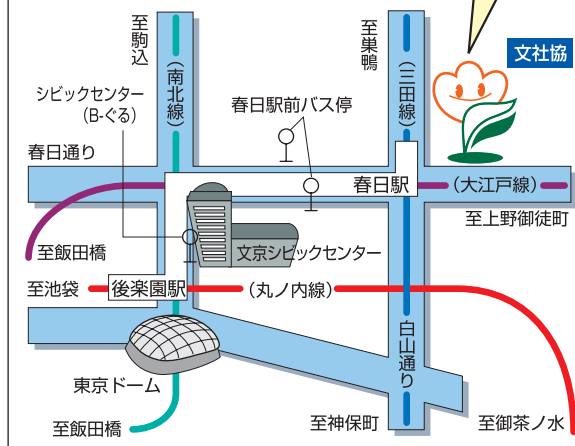 至駒込
(南北線)
至巣鴨
(三田線)
文社協
シビックセンター
(B-ぐる)
春日駅前バス停
春日通り
春日駅
(大江戸線)
至上野御徒町
至飯田橋
文京シビックセンター
至池袋
後楽園駅
(丸ノ内線)
白山通り
東京ドーム
至飯田橋
至神保町
至御茶ノ水